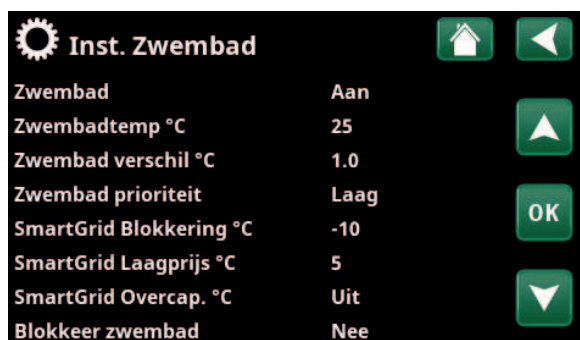 Inst. Zwembad
Zwembad Aan
Zwembadtemp °C 25
Zwembad verschil °C 1.0
Zwembad prioriteit Laag
SmartGrid Blokkering °C -10
SmartGrid Laagprijs °C 5
SmartGrid Overcap. °C Uit
Blokkeer zwembad Nee
OK